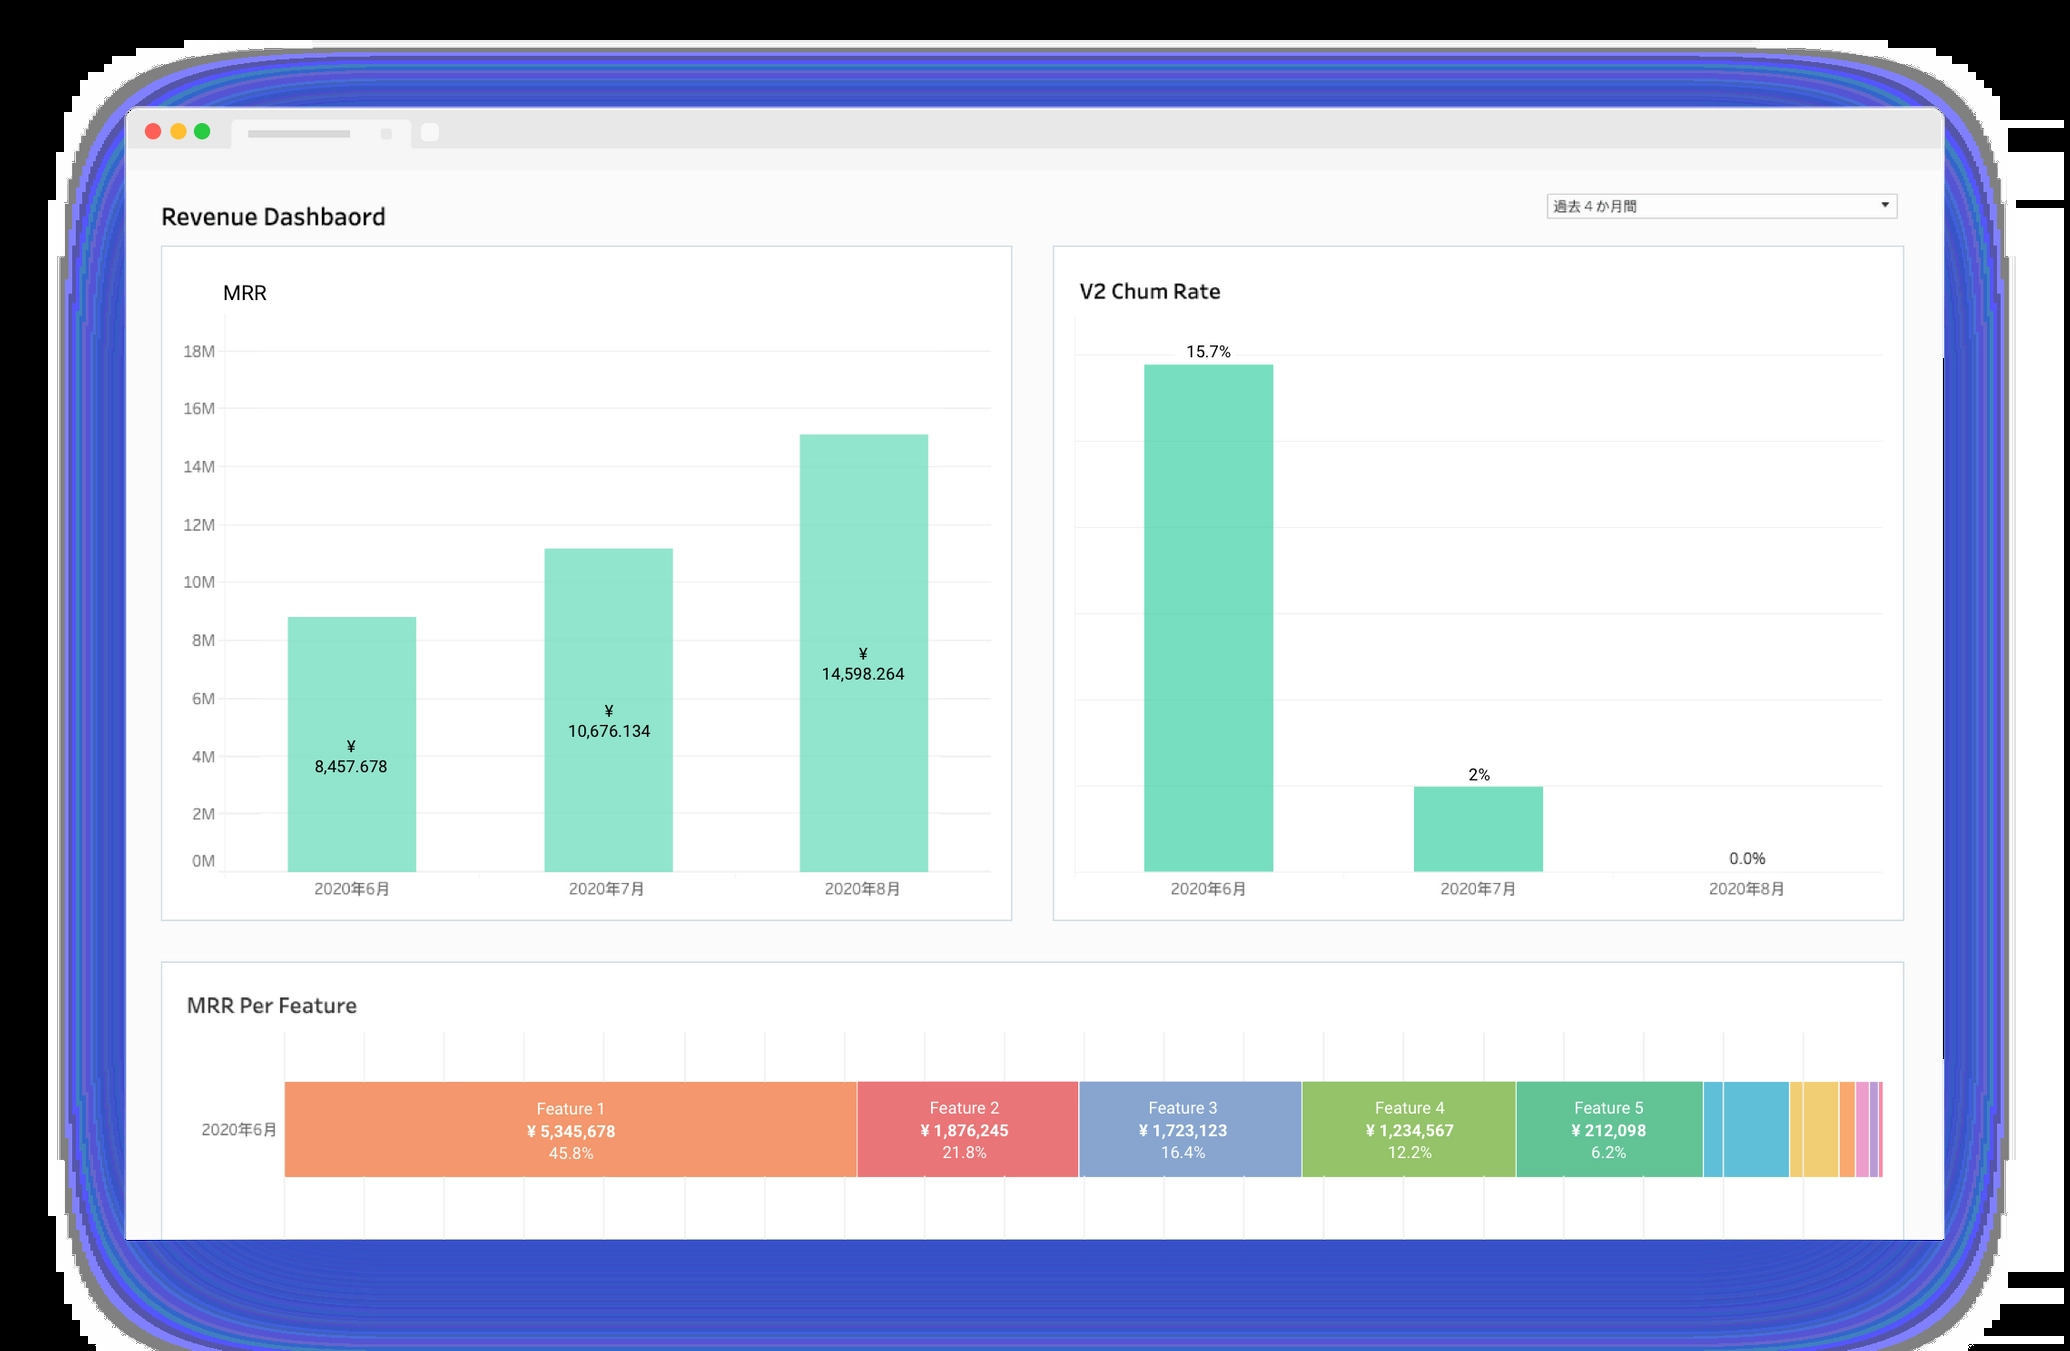 Revenue Dashbaord
過去４か月間
MRR
18M
16M
14M
12M
10M
8M
6M
4M
2M
0M
¥
8,457.678
¥
10,676.134
¥
14,598.264
2020年6月
2020年7月
2020年8月
V2 Chum Rate
15.7%
2%
0.0%
2020年6月
2020年7月
2020年8月
MRR Per Feature
2020年6月
Feature 1
¥ 5,345,678
45.8%
Feature 2
¥ 1,876,245
21.8%
Feature 3
¥ 1,723,123
16.4%
Feature 4
¥ 1,234,567
12.2%
Feature 5
¥ 212,098
6.2%